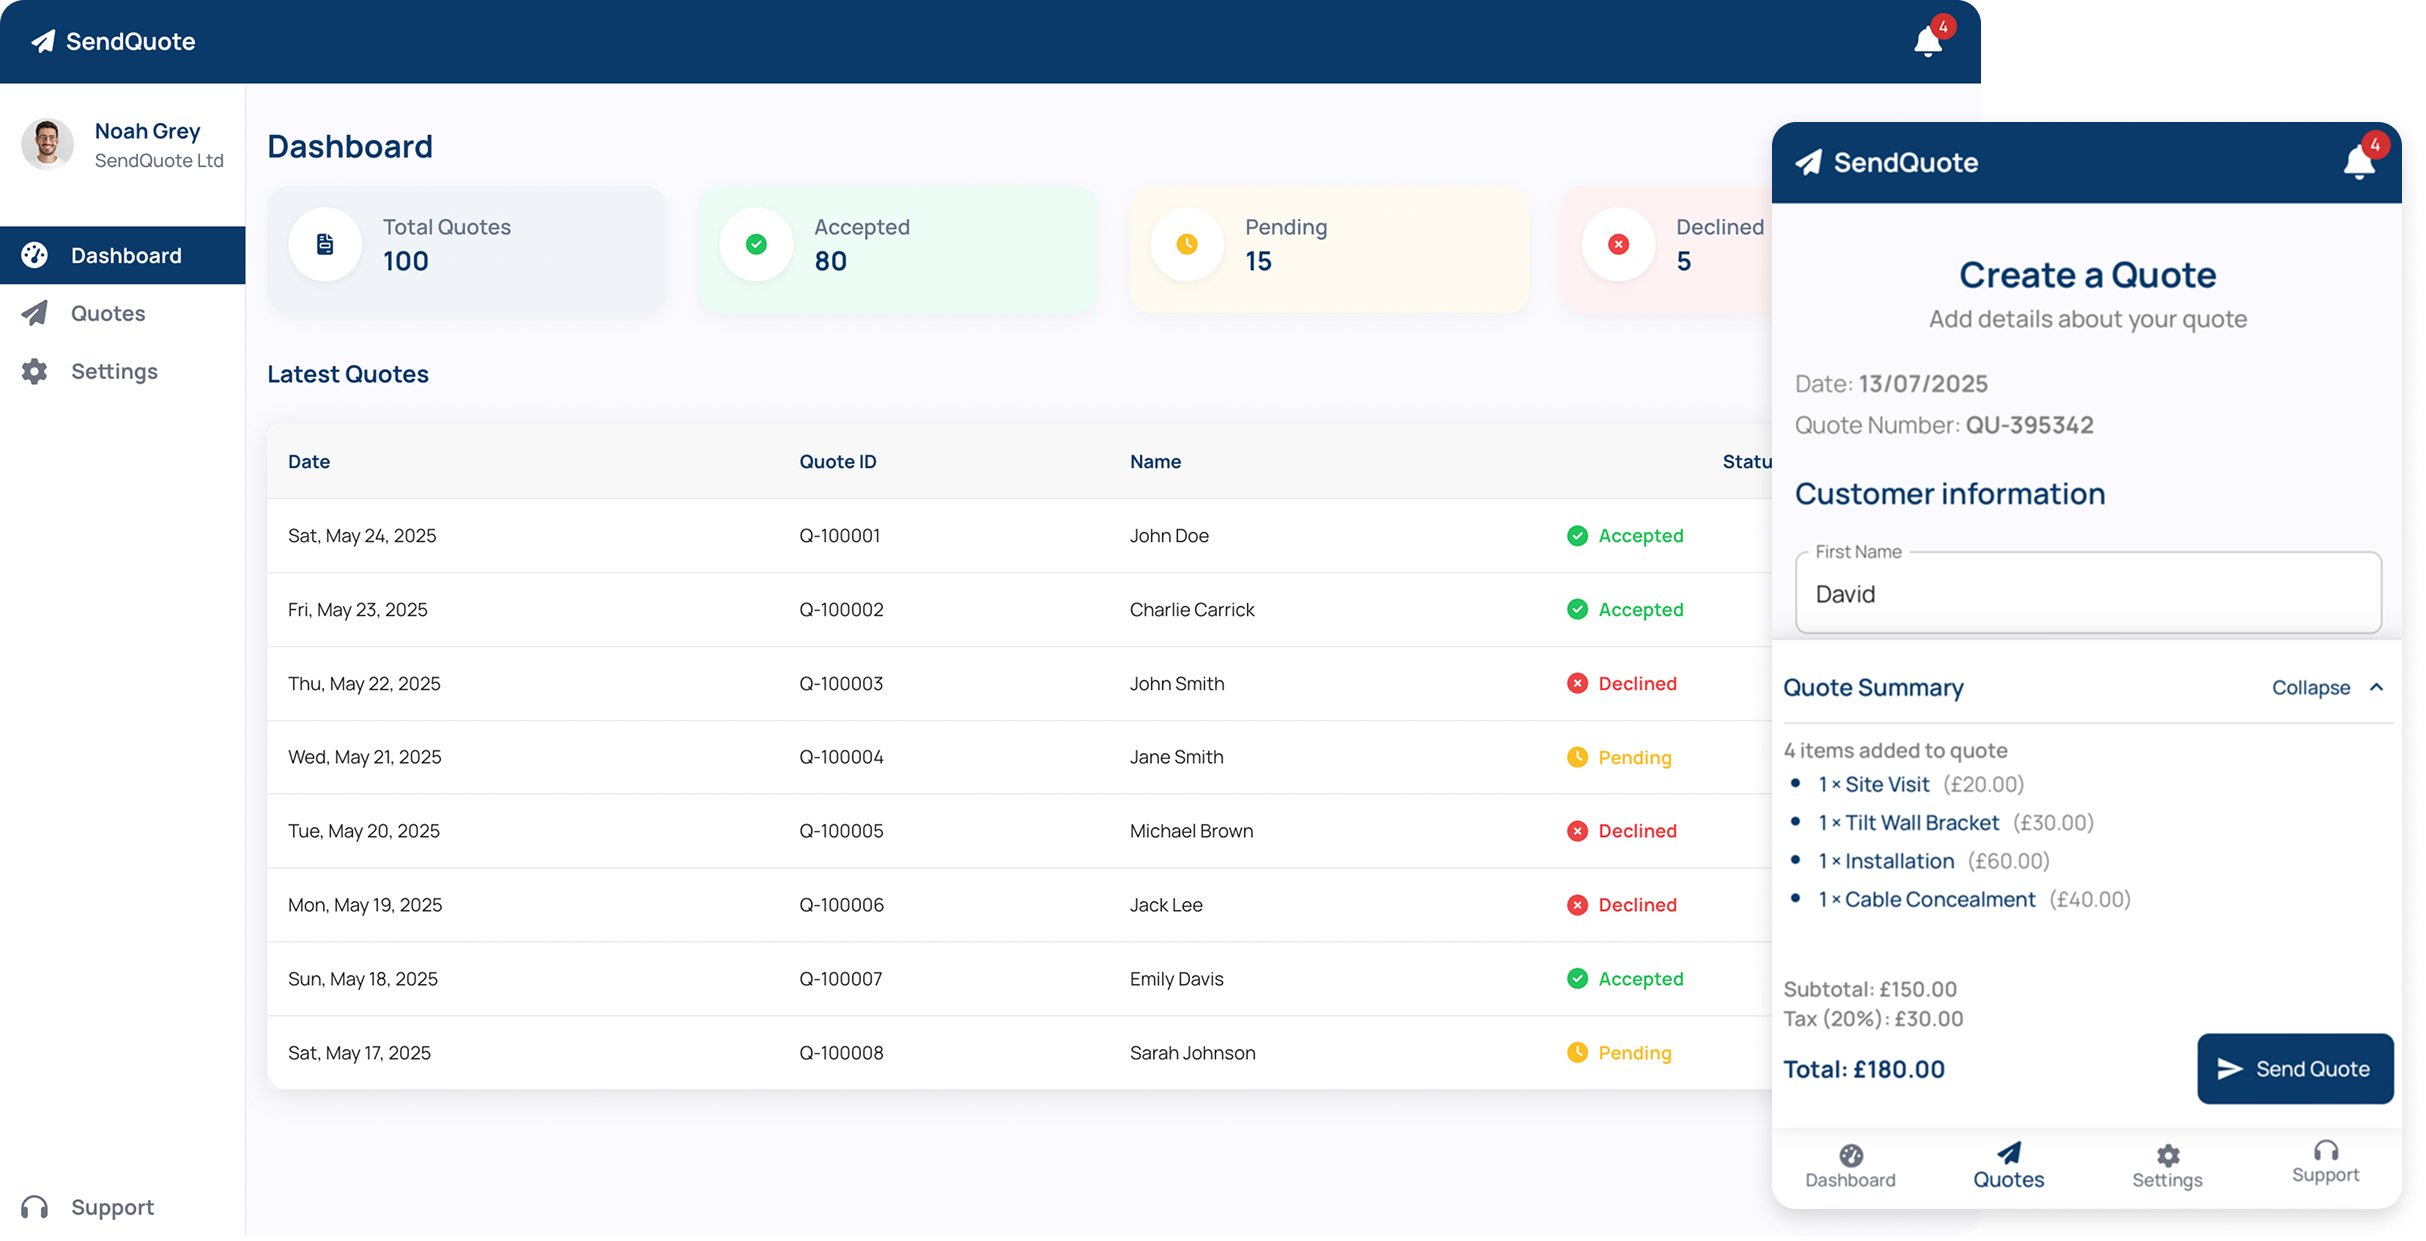 SendQuote
4
Noah Grey
SendQuote Ltd
Dashboard
Quotes
Settings
Support
Dashboard
Total Quotes
100
Accepted
80
Pending
15
Declined
5
Latest Quotes
Date Quote ID Name Statu
Sat, May 24, 2025 Q-100001 John Doe Accepted
Fri, May 23, 2025 Q-100002 Charlie Carrick Accepted
Thu, May 22, 2025 Q-100003 John Smith Declined
Wed, May 21, 2025 Q-100004 Jane Smith Pending
Tue, May 20, 2025 Q-100005 Michael Brown Declined
Mon, May 19, 2025 Q-100006 Jack Lee Declined
Sun, May 18, 2025 Q-100007 Emily Davis Accepted
Sat, May 17, 2025 Q-100008 Sarah Johnson Pending
SendQuote
4
Create a Quote
Add details about your quote
Date: 13/07/2025
Quote Number: QU-395342
Customer information
First Name
David
Quote Summary Collapse
4 items added to quote
1 × Site Visit (£20.00)
1 × Tilt Wall Bracket (£30.00)
1 × Installation (£60.00)
1 × Cable Concealment (£40.00)
Subtotal: £150.00
Tax (20%): £30.00
Total: £180.00
Send Quote
Dashboard Quotes Settings Support